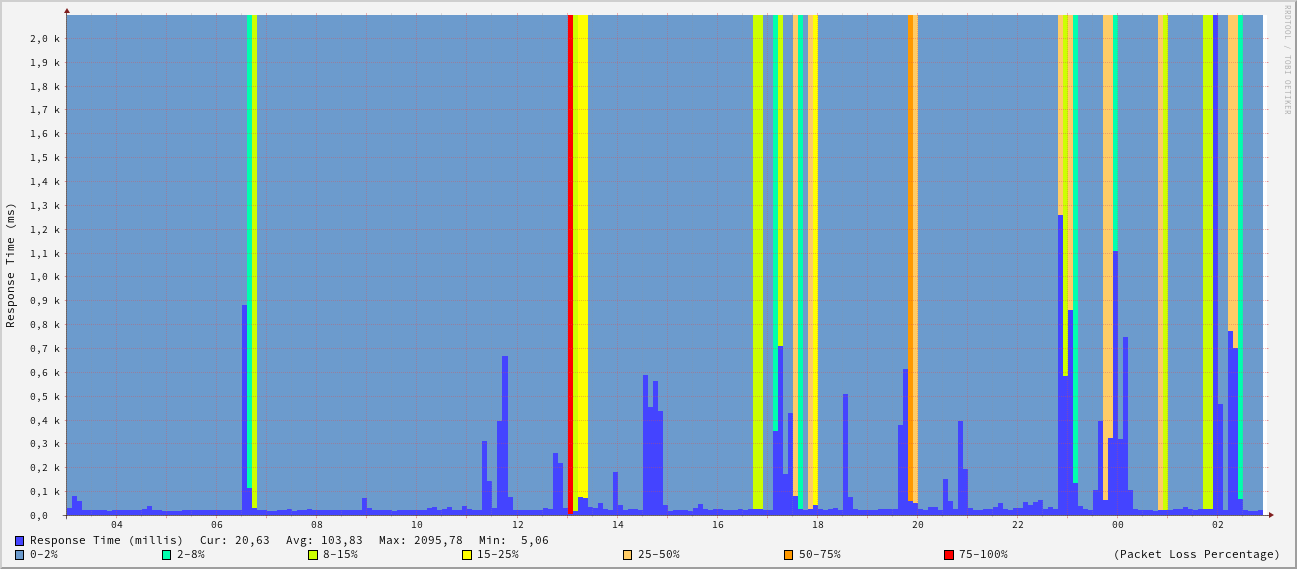 RRDTOOL / TOBI OETIKER
Response Time (ms)
2,0 k
1,9 k
1,8 k
1,7 k
1,6 k
1,5 k
1,4 k
1,3 k
1,2 k
1,1 k
1,0 k
0,9 k
0,8 k
0,7 k
0,6 k
0,5 k
0,4 k
0,3 k
0,2 k
0,1 k
0,0
04 06 08 10 12 14 16 18 20 22 00 02
Response Time (millis) Cur: 20,63 Avg: 103,83 Max: 2095,78 Min: 5,06
0-2% 2-8% 8-15% 15-25% 25-50% 50-75% 75-100% (Packet Loss Percentage)